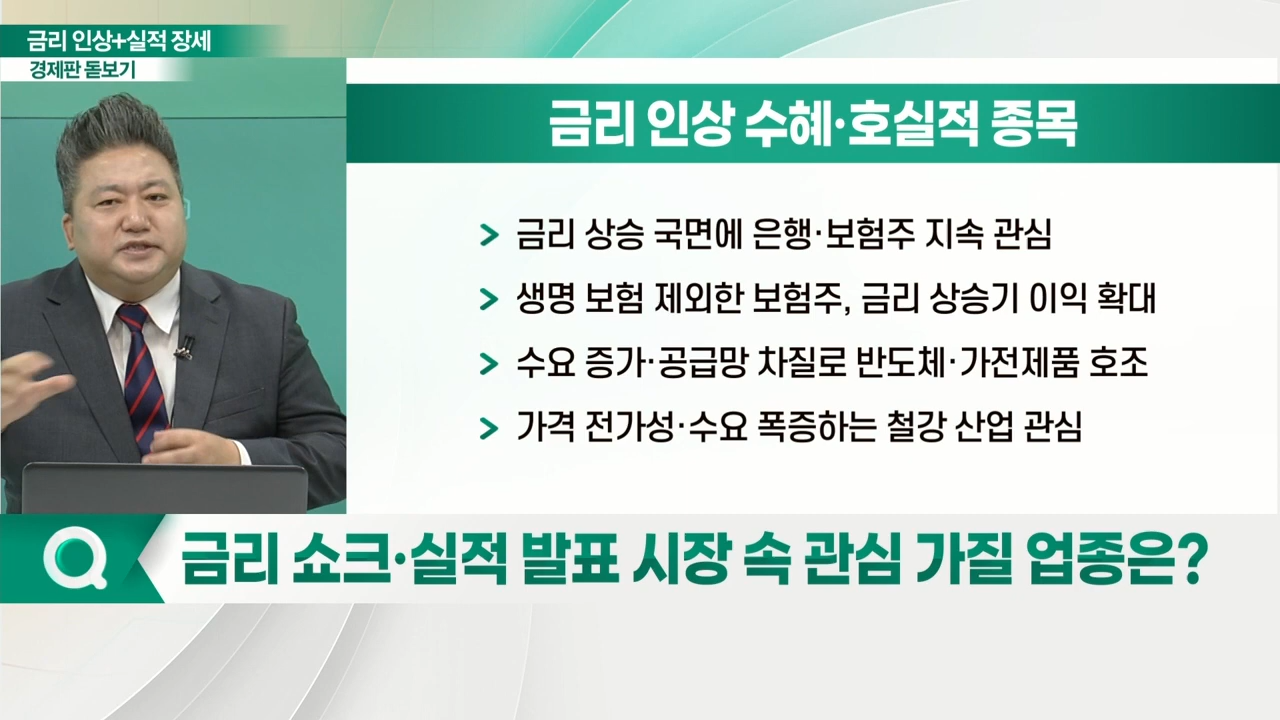 금리 인상+실적 장세
경제판 돋보기
금리 인상 수혜·호실적 종목
금리 상승 국면에 은행·보험주 지속 관심
생명 보험 제외한 보험주, 금리 상승기 이익 확대
수요 증가·공급망 차질로 반도체·가전제품 호조
가격 전가성·수요 폭증하는 철강 산업 관심
금리 쇼크·실적 발표 시장 속 관심 가질 업종은?